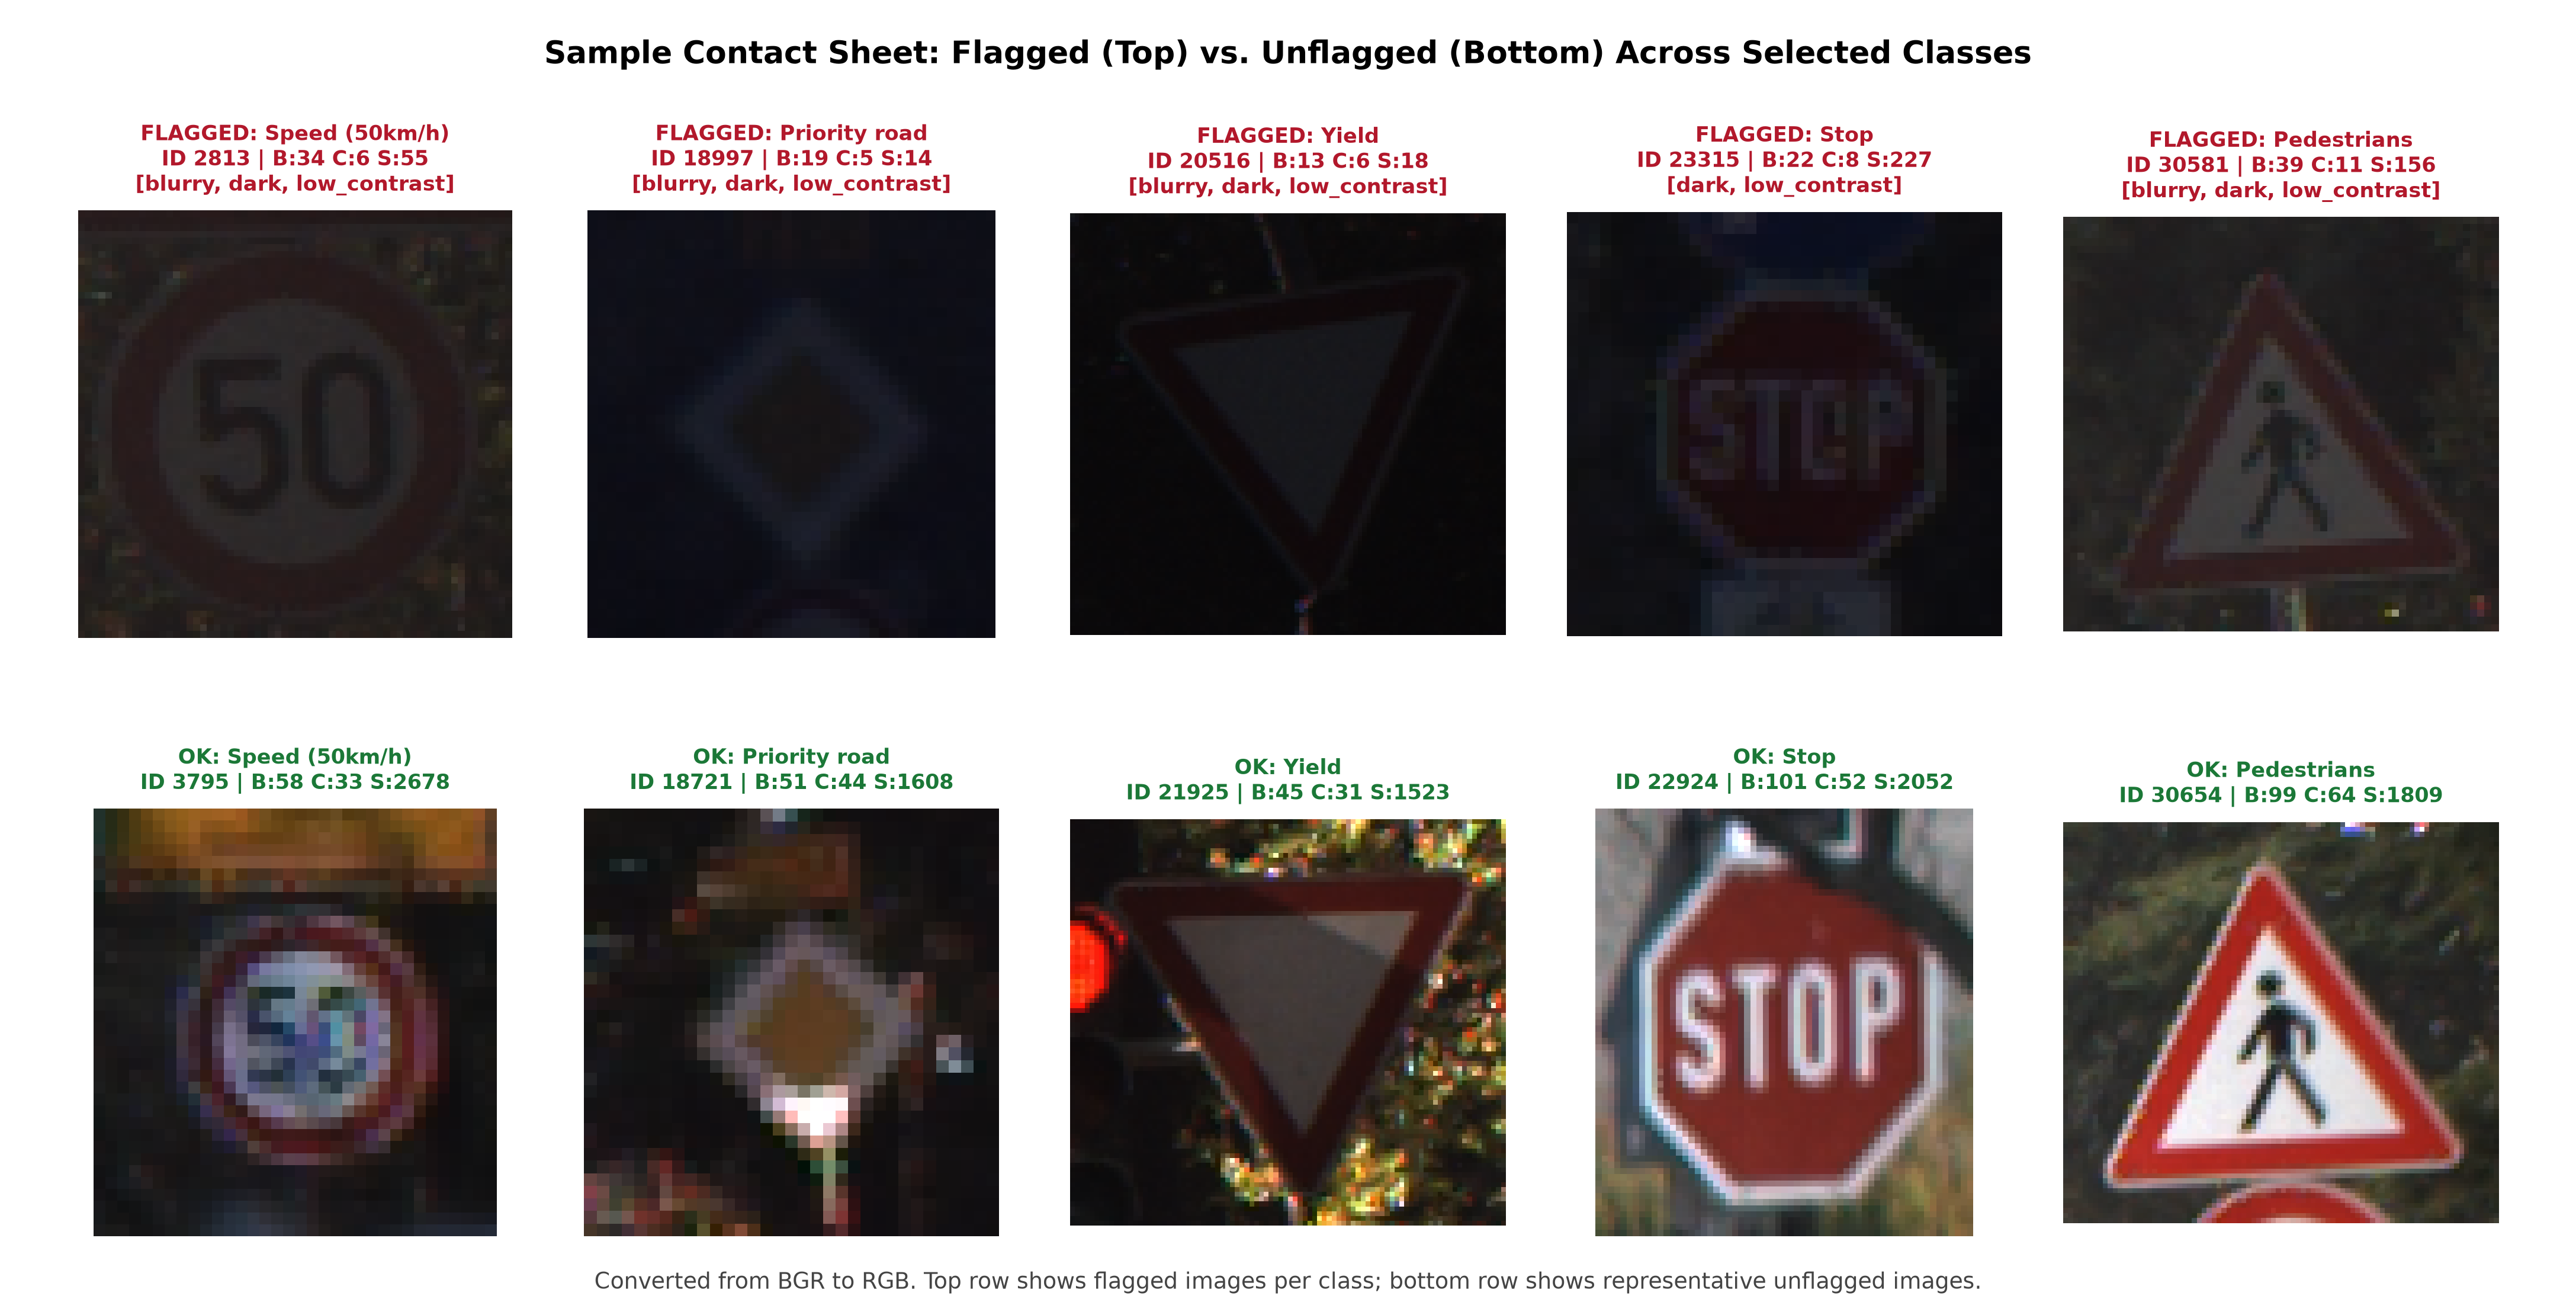 Sample Contact Sheet: Flagged (Top) vs. Unflagged (Bottom) Across Selected Classes
FLAGGED: Speed (50km/h)
ID 2813 | B:34 C:6 S:55
[blurry, dark, low_contrast]
50
FLAGGED: Priority road
ID 18997 | B:19 C:5 S:14
[blurry, dark, low_contrast]
FLAGGED: Yield
ID 20516 | B:13 C:6 S:18
[blurry, dark, low_contrast]
FLAGGED: Stop
ID 23315 | B:22 C:8 S:227
[dark, low_contrast]
STOP
FLAGGED: Pedestrians
ID 30581 | B:39 C:11 S:156
[blurry, dark, low_contrast]
OK: Speed (50km/h)
ID 3795 | B:58 C:33 S:2678
OK: Priority road
ID 18721 | B:51 C:44 S:1608
OK: Yield
ID 21925 | B:45 C:31 S:1523
OK: Stop
ID 22924 | B:101 C:52 S:2052
STOP
OK: Pedestrians
ID 30654 | B:99 C:64 S:1809
Converted from BGR to RGB. Top row shows flagged images per class; bottom row shows representative unflagged images.